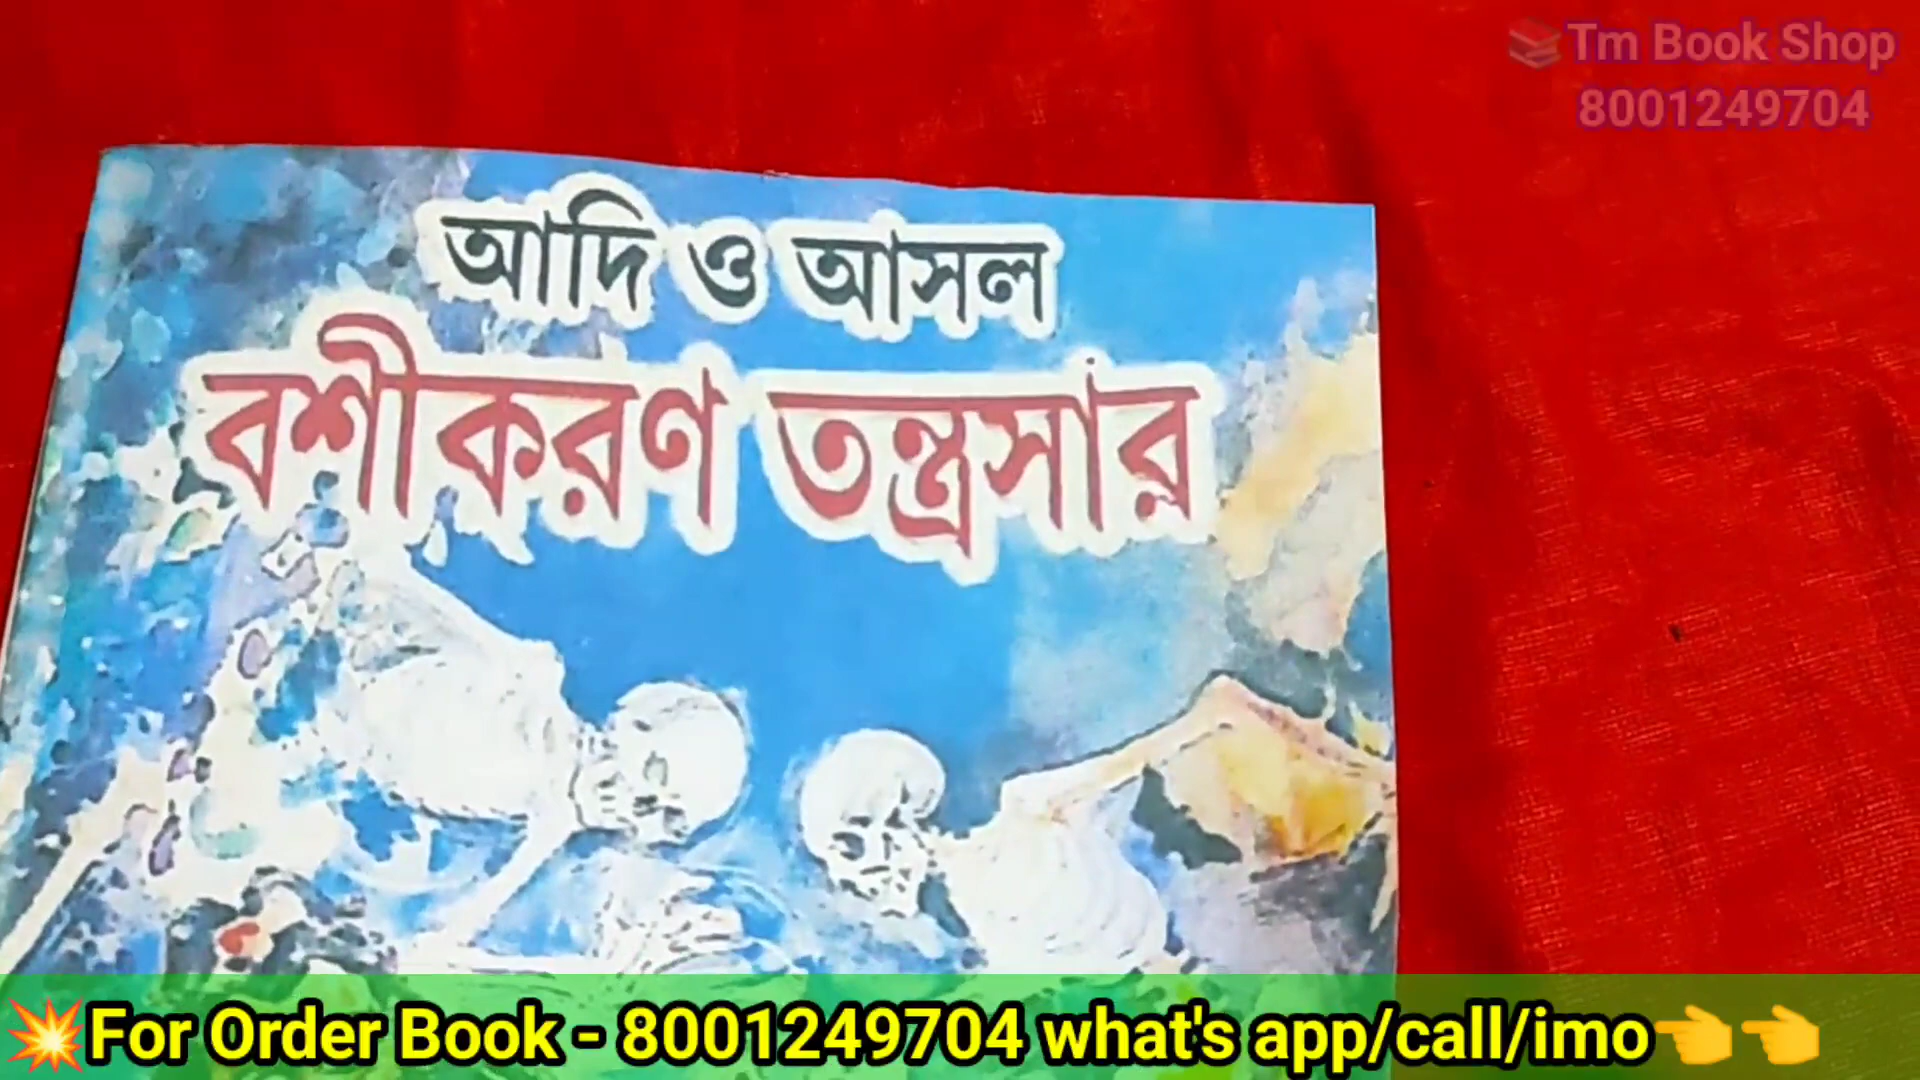 Tm Book Shop
8001249704
আদি ও আসল
বশীকরণ তন্ত্রসার
For Order Book - 8001249704 what's app/call/imo